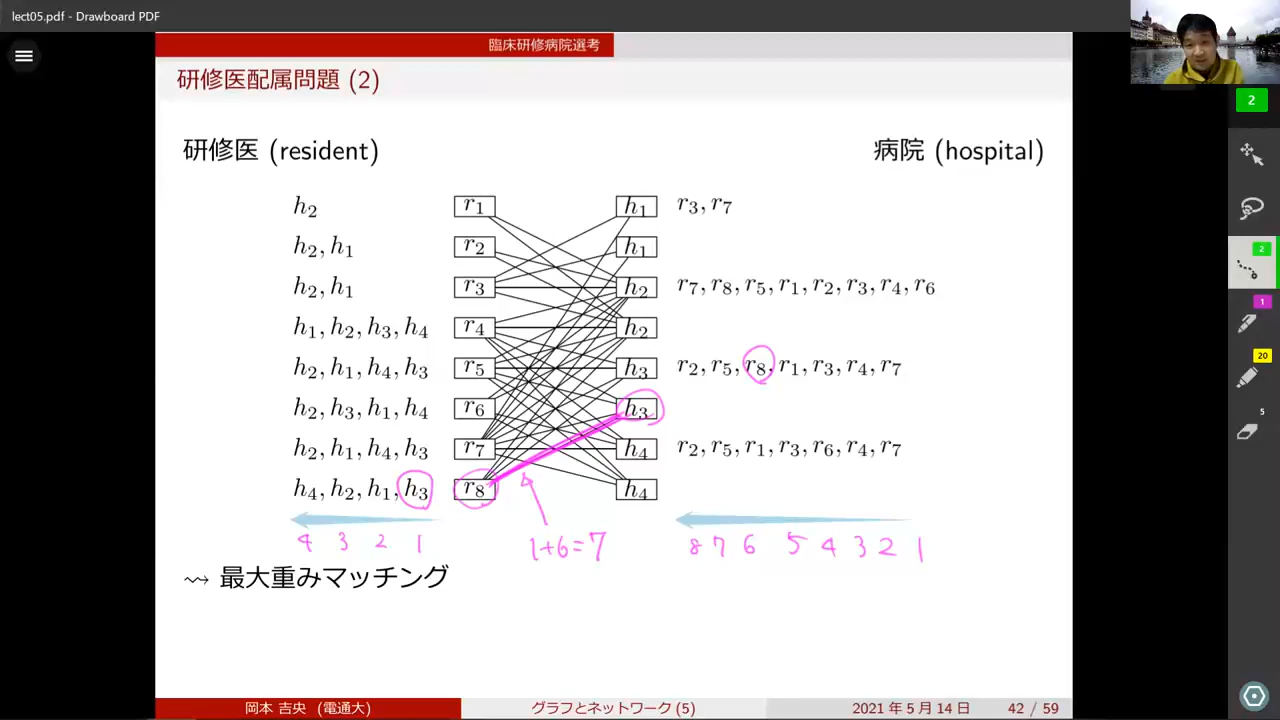 lect05.pdf - Drawboard PDF
臨床研修病院選考
研修医配属問題 (2)
研修医 (resident)
病院 (hospital)
h2 r1 h1 r3, r7
h2, h1 r2 h1
h2, h1 r3 h2 r7, r8, r5, r1, r2, r3, r4, r6
h1, h2, h3, h4 r4 h2
h2, h1, h4, h3 r5 h3 r2, r5, r8, r1, r3, r4, r7
h2, h3, h1, h4 r6 h3
h2, h1, h4, h3 r7 h4 r2, r5, r1, r3, r6, r4, r7
h4, h2, h1, h3 r8 h4
4 3 2 1
1+6=7
8 7 6 5 4 3 2 1
⇝ 最大重みマッチング
岡本 吉央 (電通大)
グラフとネットワーク (5)
2021 年 5 月 14 日 42 / 59
2
2
1
20
5